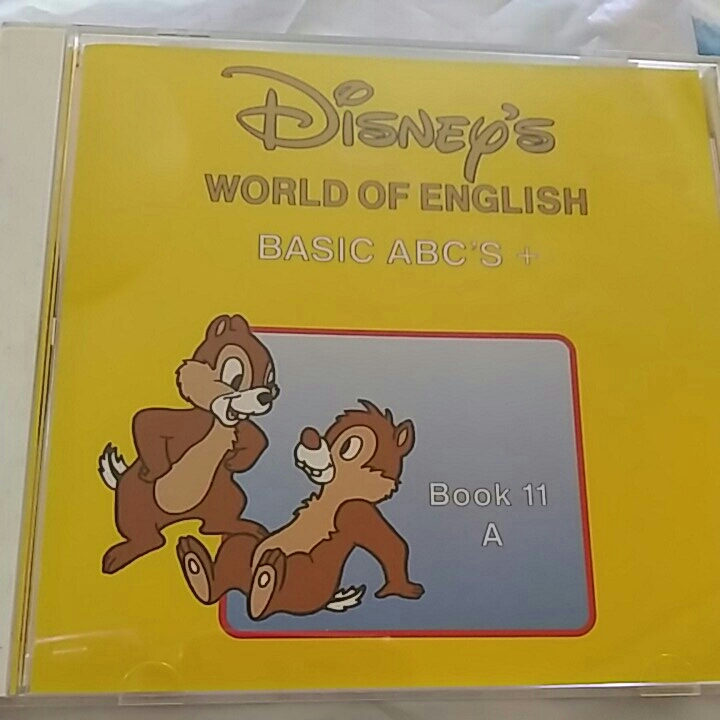 Disney's
WORLD OF ENGLISH
BASIC ABC'S +
Book 11
A